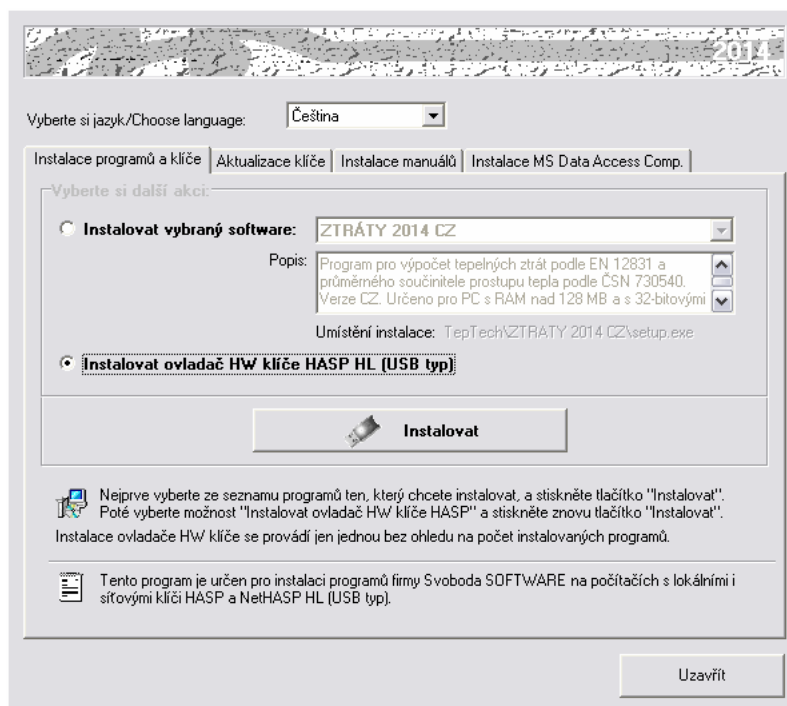 2014
Vyberte si jazyk/Choose language: Čeština
Instalace programů a klíče Aktualizace klíče Instalace manuálů Instalace MS Data Access Comp.
Vyberte si další akci:
Instalovat vybraný software: ZTRÁTY 2014 CZ
Popis: Program pro výpočet tepelných ztrát podle EN 12831 a
průměrného součinitele prostupu tepla podle ČSN 730540.
Verze CZ. Určeno pro PC s RAM nad 128 MB a s 32-bitovými
Umístění instalace: TepTech\ZTRATY 2014 CZ\setup.exe
Instalovat ovladač HW klíče HASP HL (USB typ)
Instalovat
Nejprve vyberte ze seznamu programů ten, který chcete instalovat, a stiskněte tlačítko "Instalovat".
Poté vyberte možnost "Instalovat ovladač HW klíče HASP" a stiskněte znovu tlačítko "Instalovat".
Instalace ovladače HW klíče se provádí jen jednou bez ohledu na počet instalovaných programů.
Tento program je určen pro instalaci programů firmy Svoboda SOFTWARE na počítačích s lokálními i
síťovými klíči HASP a NetHASP HL (USB typ).
Uzavřít